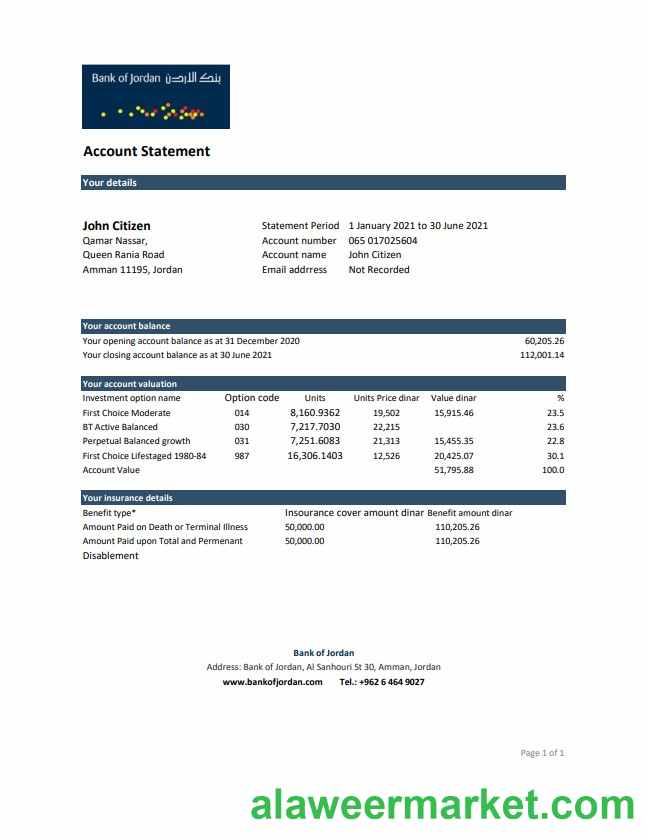 Bank of Jordan بنك الاردن
Account Statement
Your details
John Citizen Statement Period 1 January 2021 to 30 June 2021
Qamar Nassar, Account number 065 017025604
Queen Rania Road Account name John Citizen
Amman 11195, Jordan Email addrress Not Recorded
Your account balance
Your opening account balance as at 31 December 2020 60,205.26
Your closing account balance as at 30 June 2021 112,001.14
Your account valuation
Investment option name Option code Units Units Price dinar Value dinar %
First Choice Moderate 014 8,160.9362 19,502 15,915.46 23.5
BT Active Balanced 030 7,217.7030 22,215 23.6
Perpetual Balanced growth 031 7,251.6083 21,313 15,455.35 22.8
First Choice Lifestaged 1980-84 987 16,306.1403 12,526 20,425.07 30.1
Account Value 51,795.88 100.0
Your insurance details
Benefit type* Insourance cover amount dinar Benefit amount dinar
Amount Paid on Death or Terminal Illness 50,000.00 110,205.26
Amount Paid upon Total and Permenant 50,000.00 110,205.26
Disablement
Bank of Jordan
Address: Bank of Jordan, Al Sanhouri St 30, Amman, Jordan
www.bankofjordan.com Tel.: +962 6 464 9027
Page 1 of 1
alaweermarket.com